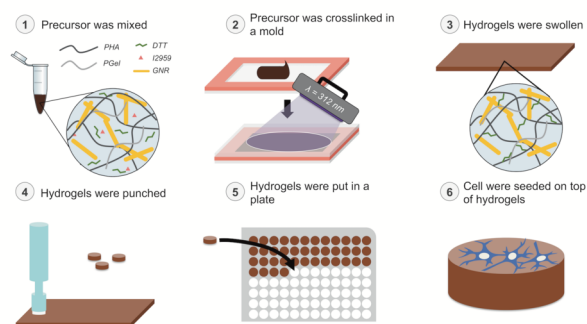 1 Precursor was mixed
PHA
PGel
DTT
I2959
GNR
2 Precursor was crosslinked in
a mold
λ = 312 nm
3 Hydrogels were swollen
4 Hydrogels were punched
5 Hydrogels were put in a
plate
6 Cell were seeded on top
of hydrogels